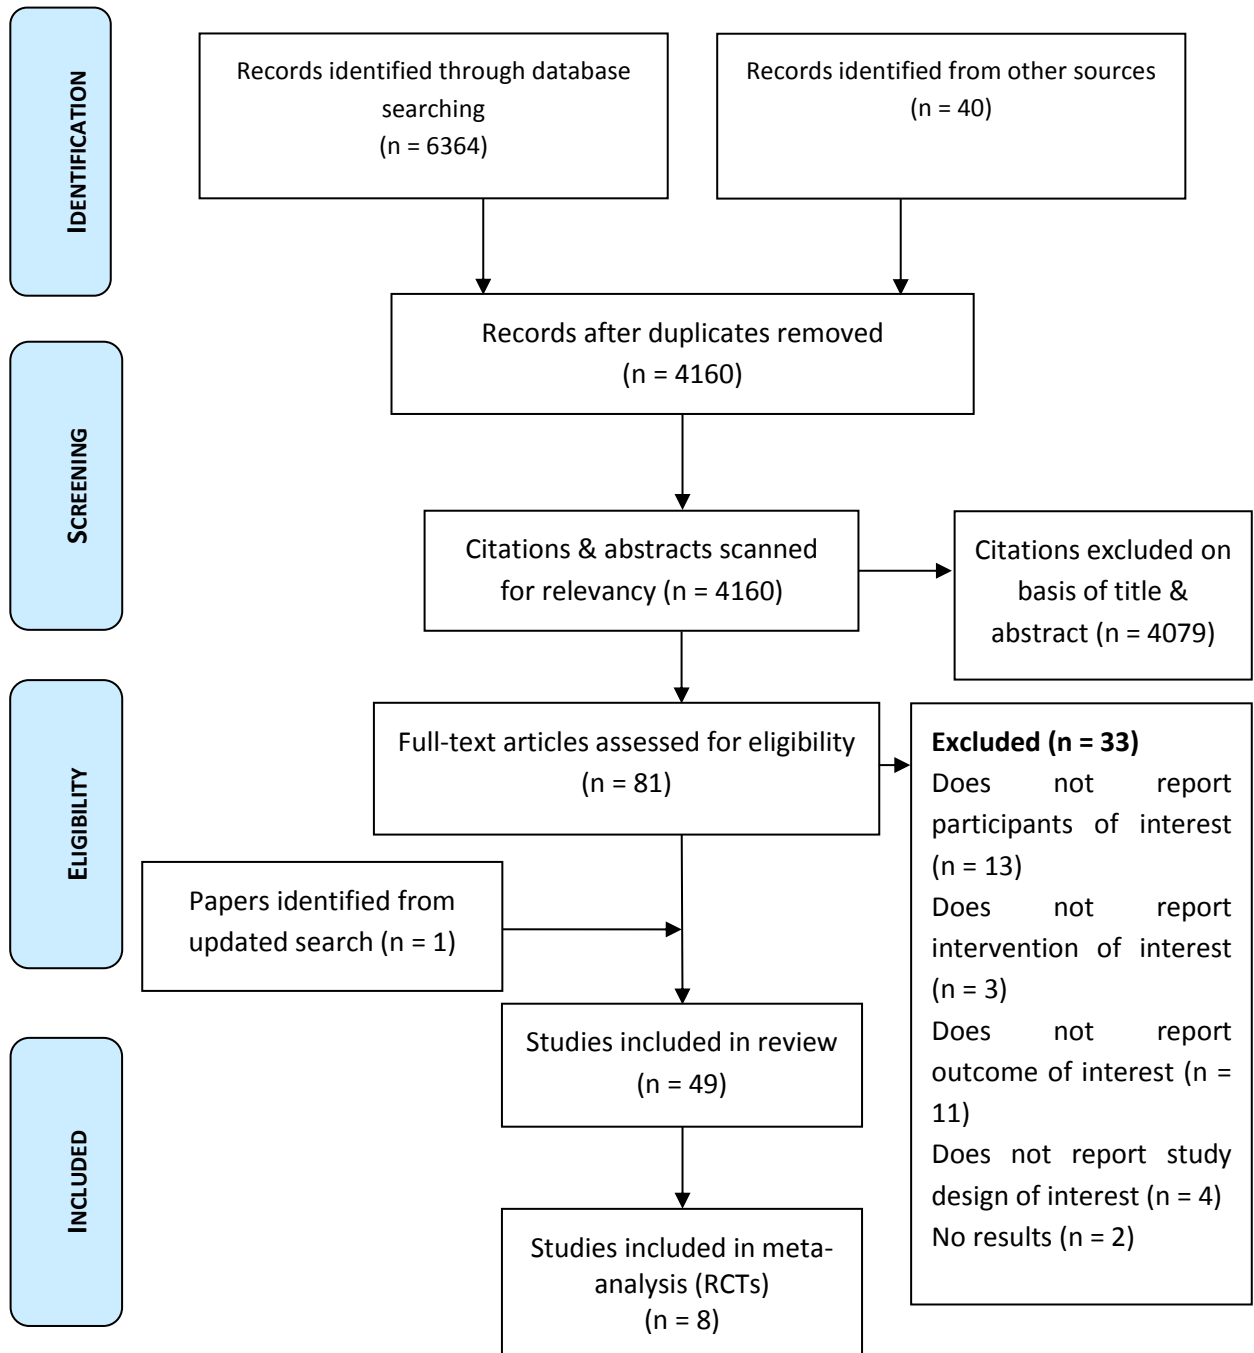 IDENTIFICATION
Records identified through database
searching
(n = 6364)
Records identified from other sources
(n = 40)
Records after duplicates removed
(n = 4160)
SCREENING
Citations & abstracts scanned
for relevancy (n = 4160)
Citations excluded on
basis of title &
abstract (n = 4079)
ELIGIBILITY
Full-text articles assessed for eligibility
(n = 81)
Excluded (n = 33)
Does not report
participants of interest
(n = 13)
Does not report
intervention of interest
(n = 3)
Does not report
outcome of interest (n =
11)
Does not report study
design of interest (n = 4)
No results (n = 2)
Papers identified from
updated search (n = 1)
INCLUDED
Studies included in review
(n = 49)
Studies included in meta-
analysis (RCTs)
(n = 8)